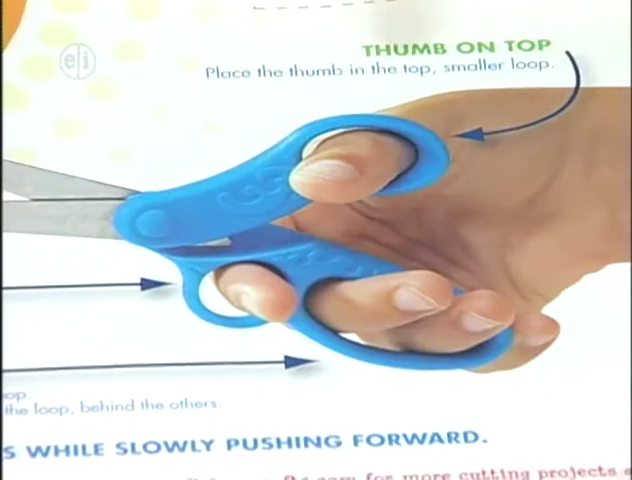 e i
THUMB ON TOP
Place the thumb in the top, smaller loop.
op.
the loop, behind the others.
S WHILE SLOWLY PUSHING FORWARD.
for more cutting projects